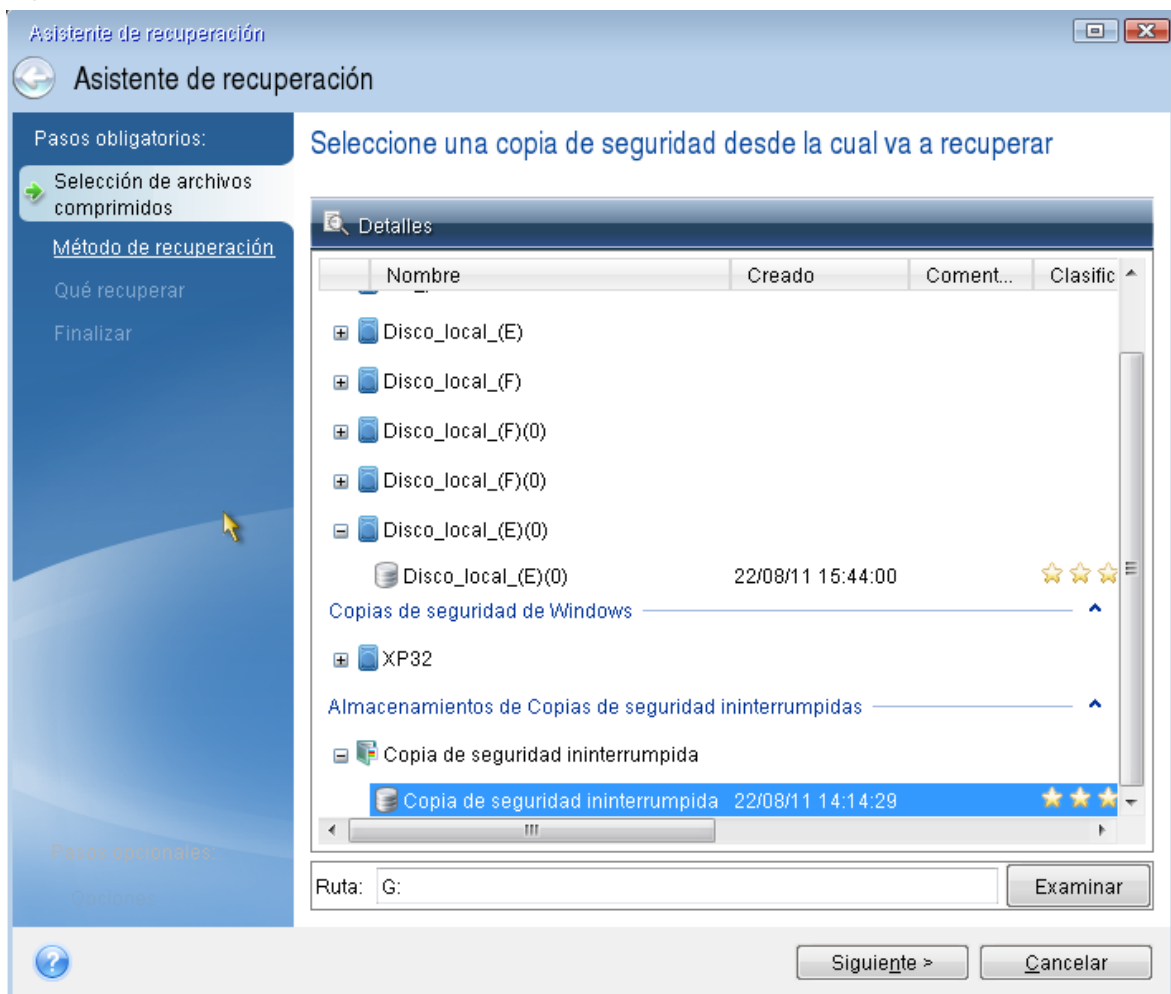 Asistente de recuperación
Asistente de recuperación
Pasos obligatorios:
Selección de archivos
comprimidos
Método de recuperación
Qué recuperar
Finalizar
Pasos opcionales:
Opciones
Seleccione una copia de seguridad desde la cual va a recuperar
Detalles
Nombre Creado Coment... Clasific
Disco_local_(E)
Disco_local_(F)
Disco_local_(F)(0)
Disco_local_(F)(0)
Disco_local_(E)(0)
Disco_local_(E)(0) 22/08/11 15:44:00
Copias de seguridad de Windows
XP32
Almacenamientos de Copias de seguridad ininterrumpidas
Copia de seguridad ininterrumpida
Copia de seguridad ininterrumpida 22/08/11 14:14:29
Ruta: G: Examinar
Siguiente > Cancelar